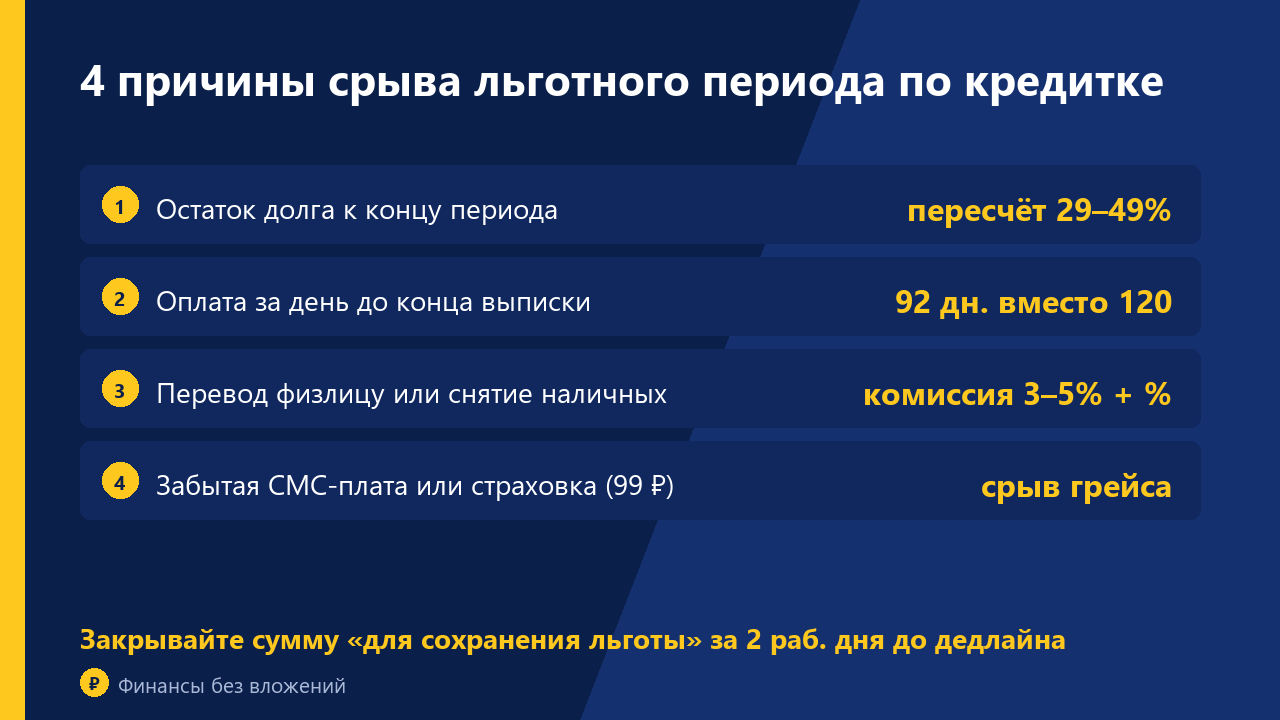 4 причины срыва льготного периода по кредитке
1 Остаток долга к концу периода пересчёт 29–49%
2 Оплата за день до конца выписки 92 дн. вместо 120
3 Перевод физлицу или снятие наличных комиссия 3–5% + %
4 Забытая СМС-плата или страховка (99 ₽) срыв грейса
Закрывайте сумму «для сохранения льготы» за 2 раб. дня до дедлайна
₽ Финансы без вложений